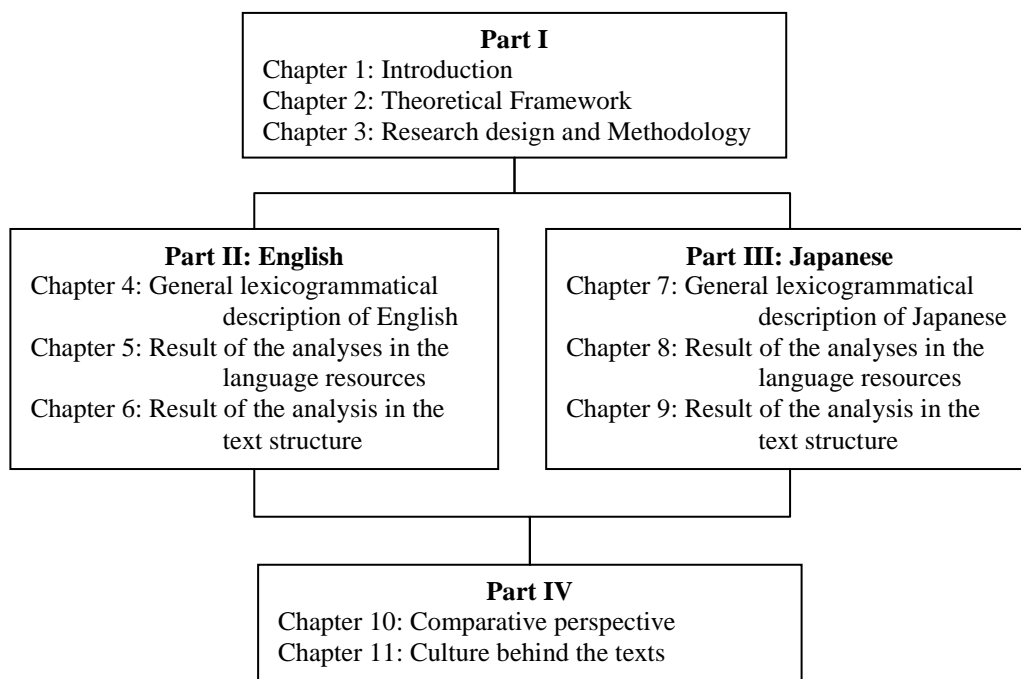 Part I
Chapter 1: Introduction
Chapter 2: Theoretical Framework
Chapter 3: Research design and Methodology
Part II: English
Chapter 4: General lexicogrammatical
description of English
Chapter 5: Result of the analyses in the
language resources
Chapter 6: Result of the analysis in the
text structure
Part III: Japanese
Chapter 7: General lexicogrammatical
description of Japanese
Chapter 8: Result of the analyses in the
language resources
Chapter 9: Result of the analysis in the
text structure
Part IV
Chapter 10: Comparative perspective
Chapter 11: Culture behind the texts